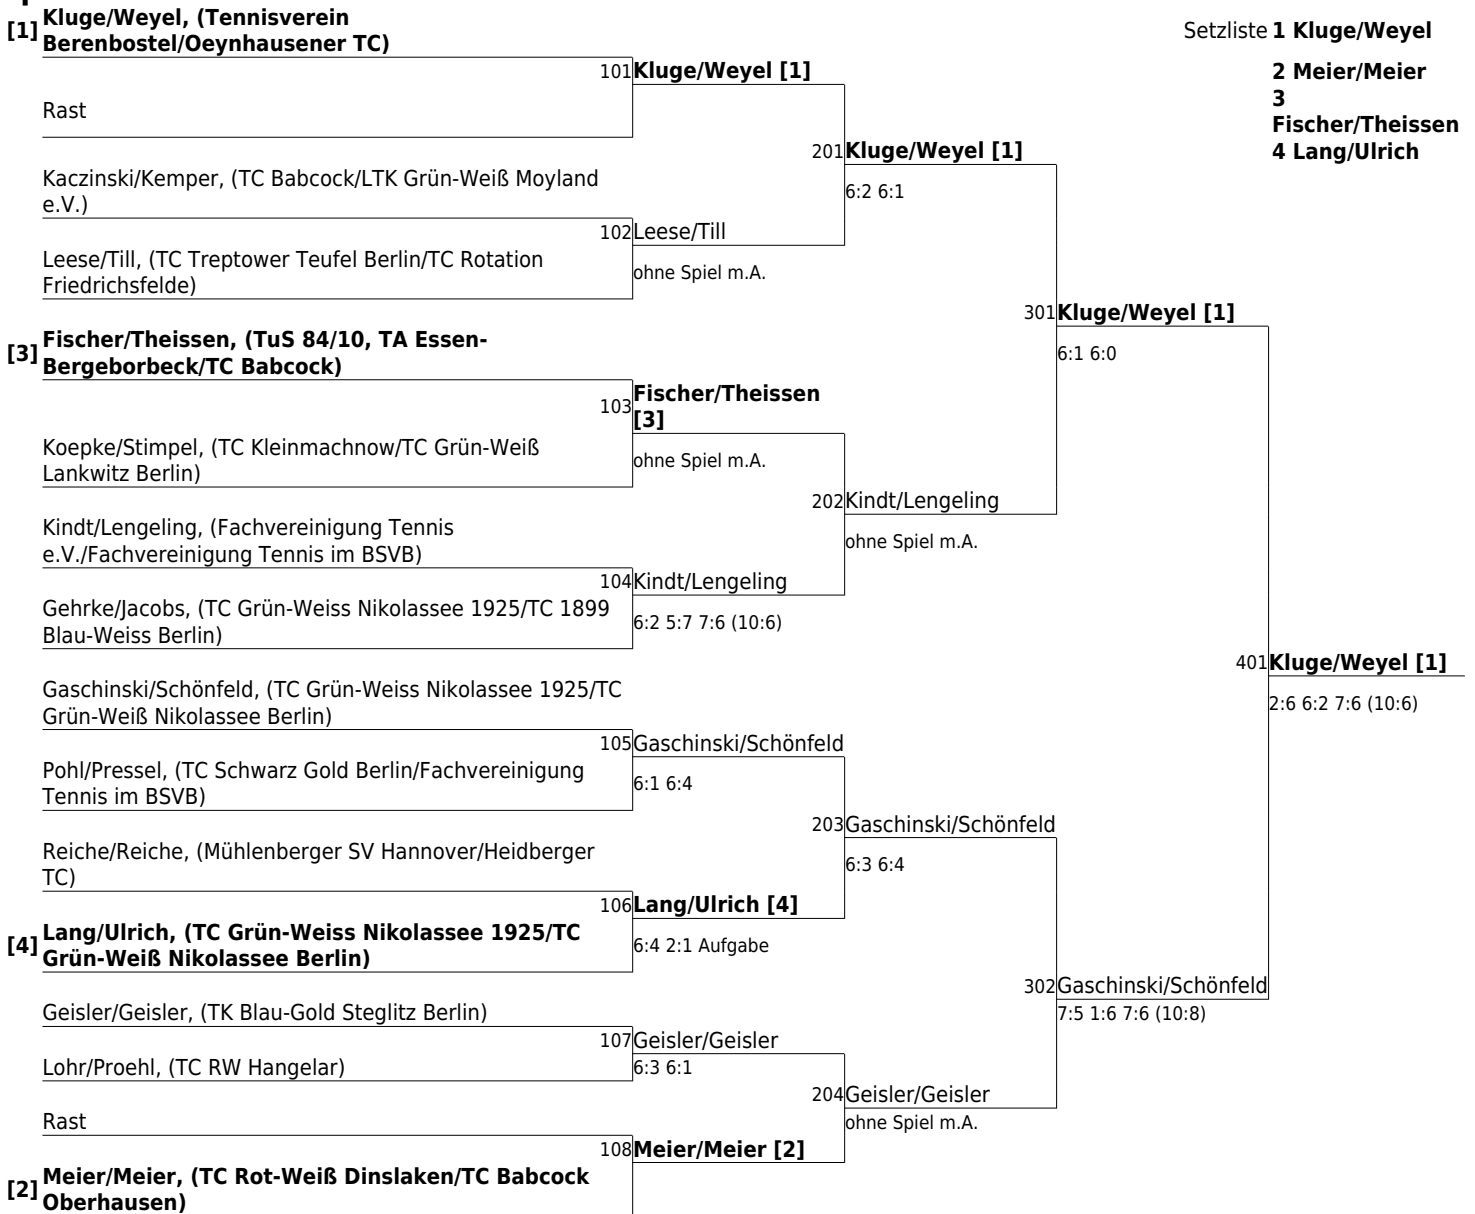 [1] Kluge/Weyel, (Tennisverein
Berenbostel/Oeynhausener TC)
Setzliste 1 Kluge/Weyel
2 Meier/Meier
3
Fischer/Theissen
4 Lang/Ulrich
101 Kluge/Weyel [1]
Rast
201 Kluge/Weyel [1]
6:2 6:1
Kaczinski/Kemper, (TC Babcock/LTK Grün-Weiß Moyland
e.V.)
102 Leese/Till
ohne Spiel m.A.
Leese/Till, (TC Treptower Teufel Berlin/TC Rotation
Friedrichsfelde)
301 Kluge/Weyel [1]
6:1 6:0
[3] Fischer/Theissen, (TuS 84/10, TA Essen-
Bergeborbeck/TC Babcock)
103 Fischer/Theissen
[3]
ohne Spiel m.A.
Koepke/Stimpel, (TC Kleinmachnow/TC Grün-Weiß
Lankwitz Berlin)
202 Kindt/Lengeling
ohne Spiel m.A.
Kindt/Lengeling, (Fachvereinigung Tennis
e.V./Fachvereinigung Tennis im BSVB)
104 Kindt/Lengeling
6:2 5:7 7:6 (10:6)
Gehrke/Jacobs, (TC Grün-Weiss Nikolassee 1925/TC 1899
Blau-Weiss Berlin)
401 Kluge/Weyel [1]
2:6 6:2 7:6 (10:6)
Gaschinski/Schönfeld, (TC Grün-Weiss Nikolassee 1925/TC
Grün-Weiß Nikolassee Berlin)
105 Gaschinski/Schönfeld
6:1 6:4
Pohl/Pressel, (TC Schwarz Gold Berlin/Fachvereinigung
Tennis im BSVB)
203 Gaschinski/Schönfeld
6:3 6:4
Reiche/Reiche, (Mühlenberger SV Hannover/Heidberger
TC)
106 Lang/Ulrich [4]
6:4 2:1 Aufgabe
[4] Lang/Ulrich, (TC Grün-Weiss Nikolassee 1925/TC
Grün-Weiß Nikolassee Berlin)
302 Gaschinski/Schönfeld
7:5 1:6 7:6 (10:8)
Geisler/Geisler, (TK Blau-Gold Steglitz Berlin)
107 Geisler/Geisler
6:3 6:1
Lohr/Proehl, (TC RW Hangelar)
204 Geisler/Geisler
ohne Spiel m.A.
Rast
108 Meier/Meier [2]
[2] Meier/Meier, (TC Rot-Weiß Dinslaken/TC Babcock
Oberhausen)